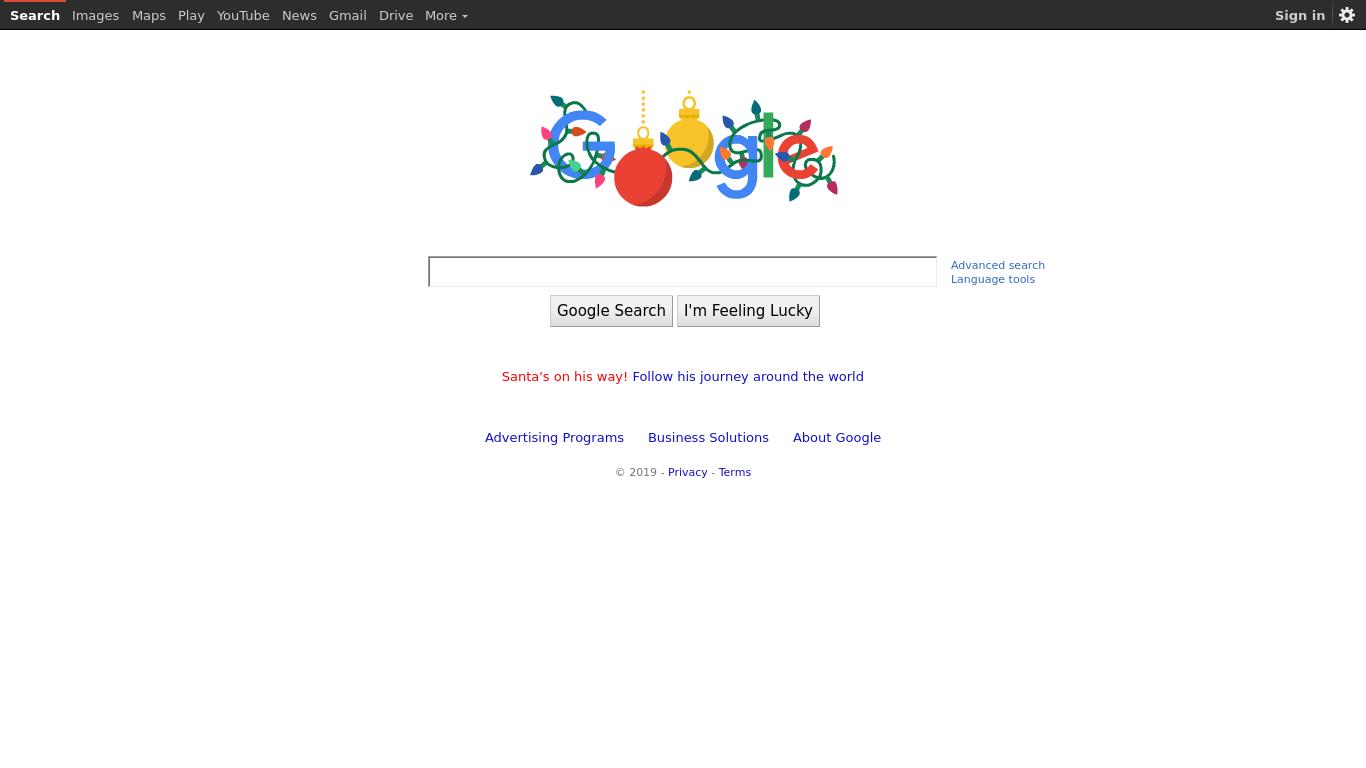 Search Images Maps Play YouTube News Gmail Drive More Sign in
Google
Advanced search
Language tools
Google Search I'm Feeling Lucky
Santa's on his way! Follow his journey around the world
Advertising Programs Business Solutions About Google
© 2019 - Privacy - Terms